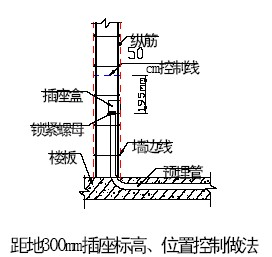 纵筋
50
cm控制线
195mm
插座盒
锁紧螺母
楼板
墙边线
预埋管
距地300mm插座标高、位置控制做法